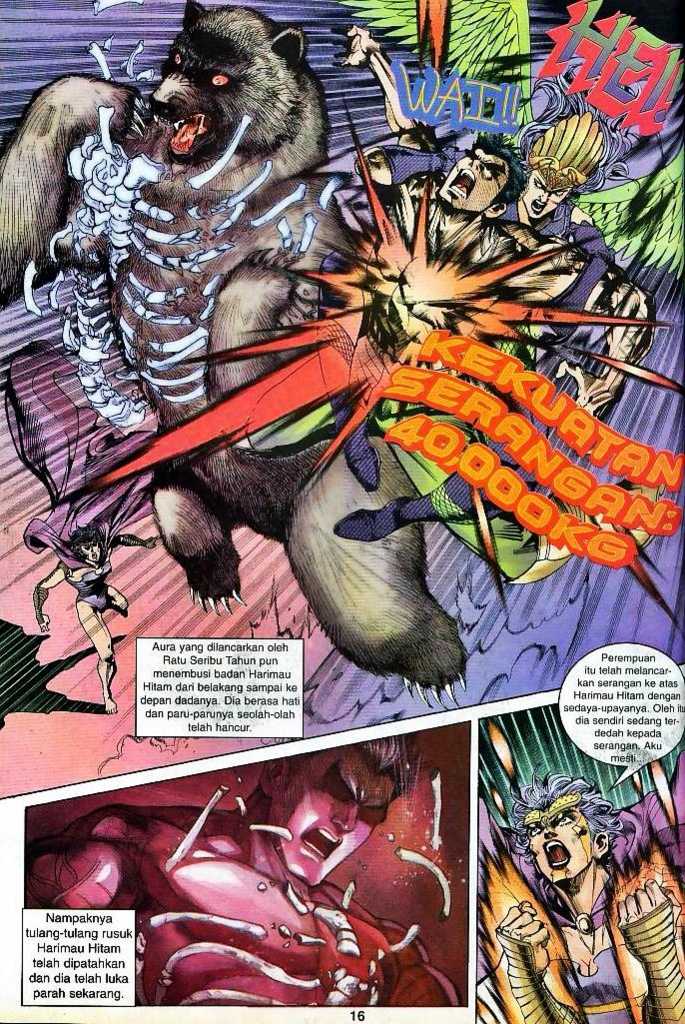 HEI!
WAI!!
KEKUATAN
SERANGAN:
40,000KG
Aura yang dilancarkan oleh
Ratu Seribu Tahun pun
menembusi badan Harimau
Hitam dari belakang sampai ke
depan dadanya. Dia berasa hati
dan paru-parunya seolah-olah
telah hancur.
Perempuan
itu telah melancar-
kan serangan ke atas
Harimau Hitam dengan
sedaya-upayanya. Oleh itu
dia sendiri sedang ter-
dedah kepada
serangan. Aku
mesti...
Nampaknya
tulang-tulang rusuk
Harimau Hitam
telah dipatahkan
dan dia telah luka
parah sekarang.
16